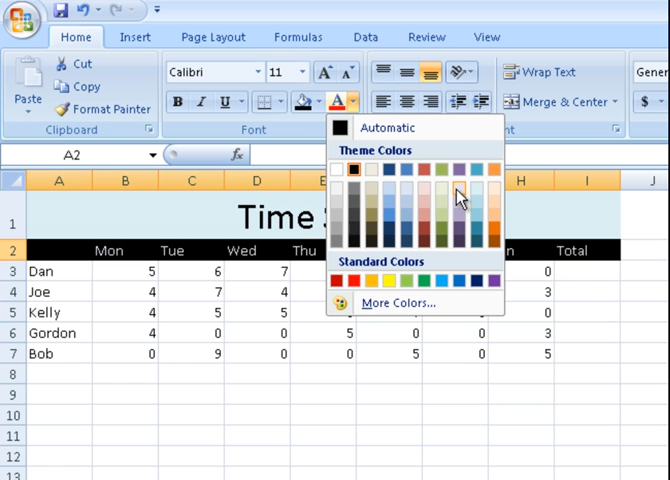 Home Insert Page Layout Formulas Data Review View
Cut
Calibri 11 A A Wrap Text Gener
Copy
Paste
Format Painter B I U A Merge & Center $
Clipboard Font nt
A2 fx
Automatic
Theme Colors
Standard Colors
More Colors...
A B C D E H I J
1 Time
2 Mon Tue Wed Thu n Total
3 Dan 5 6 7 0
4 Joe 4 7 4 3
5 Kelly 4 5 5 0
6 Gordon 4 0 0 5 0 0 3
7 Bob 0 9 0 0 5 0 5
8
9
10
11
12
13